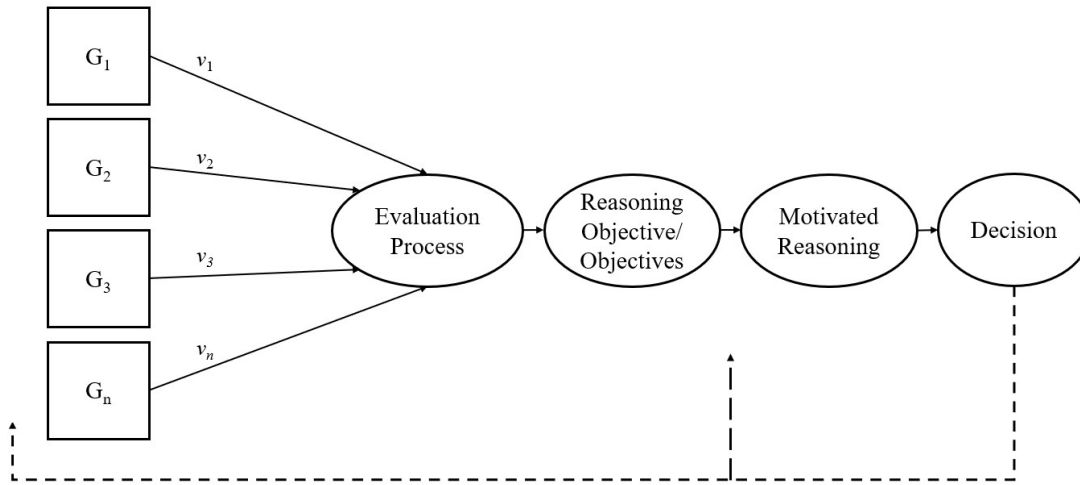 G₁
v₁
G₂
v₂
G₃
v₃
Gₙ
vₙ
Evaluation
Process
Reasoning
Objective/
Objectives
Motivated
Reasoning
Decision